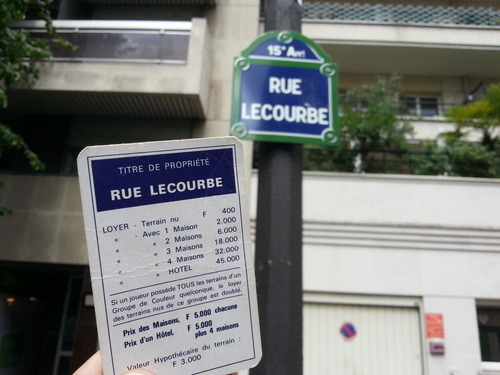 15e Arrt
RUE
LECOURBE
TITRE DE PROPRIÉTÉ
RUE LECOURBE
LOYER - Terrain nu F 400
" - Avec 1 Maison 2.000
" " 2 Maisons 6.000
" " 3 Maisons 18.000
" " 4 Maisons 32.000
" " HOTEL 45.000
Si un joueur possède TOUS les terrains d'un
Groupe de Couleur quelconque, le loyer
des terrains nus de ce groupe est doublé.
Prix des Maisons, F 5.000 chacune
Prix d'un Hôtel, F 5.000
plus 4 maisons
Valeur Hypothécaire du terrain :
F 3.000